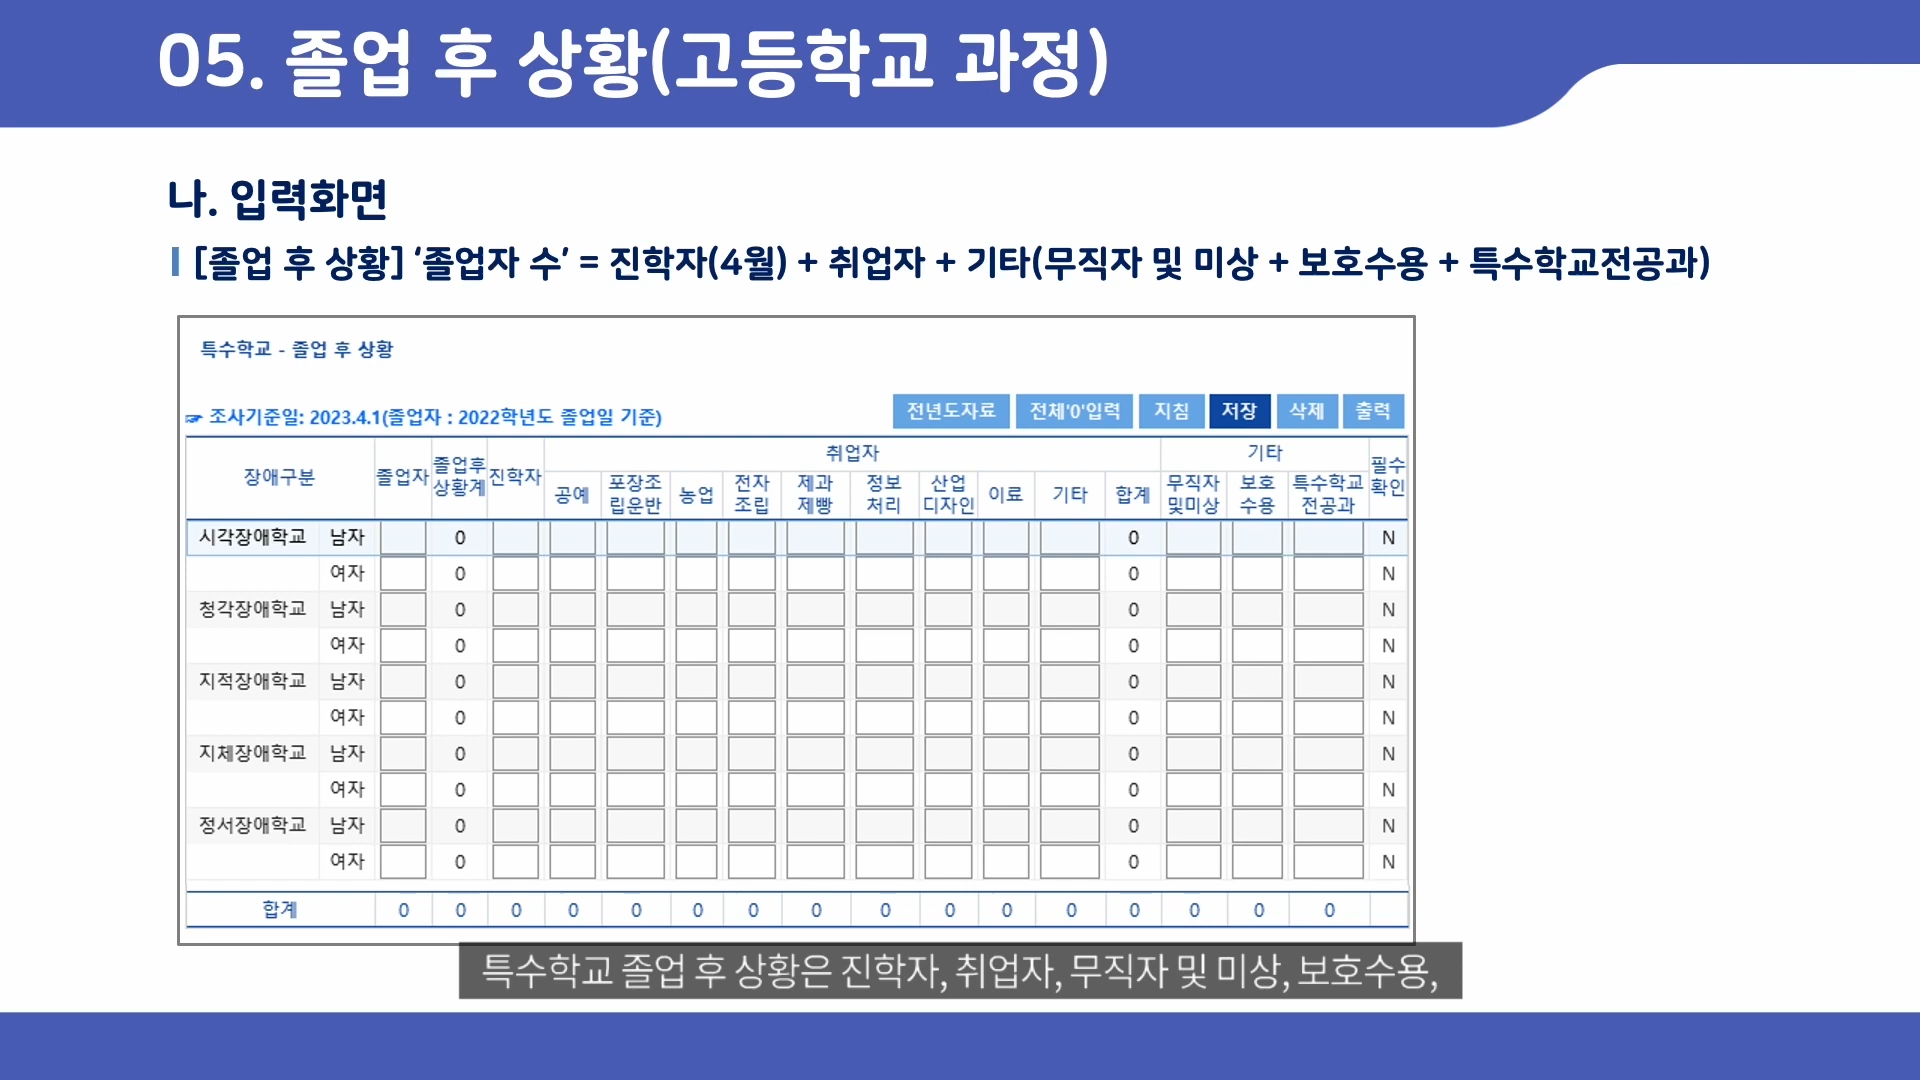 05. 졸업 후 상황(고등학교 과정)
나. 입력화면
[졸업 후 상황] ‘졸업자 수’ = 진학자(4월) + 취업자 + 기타(무직자 및 미상 + 보호수용 + 특수학교전공과)
특수학교 - 졸업 후 상황
☞ 조사기준일: 2023.4.1(졸업자 : 2022학년도 졸업일 기준)
전년도자료 전체'0'입력 지침 저장 삭제 출력
장애구분 졸업자 졸업후 상황계 진학자 취업자 기타 필수 확인
공예 포장조립운반 농업 전자조립 제과제빵 정보처리 산업디자인 이료 기타 합계 무직자및미상 보호수용 특수학교전공과
시각장애학교 남자 0 0 N
여자 0 0 N
청각장애학교 남자 0 0 N
여자 0 0 N
지적장애학교 남자 0 0 N
여자 0 0 N
지체장애학교 남자 0 0 N
여자 0 0 N
정서장애학교 남자 0 0 N
여자 0 0 N
합계 0 0 0 0 0 0 0 0 0 0 0 0 0 0 0 0
특수학교 졸업 후 상황은 진학자, 취업자, 무직자 및 미상, 보호수용,